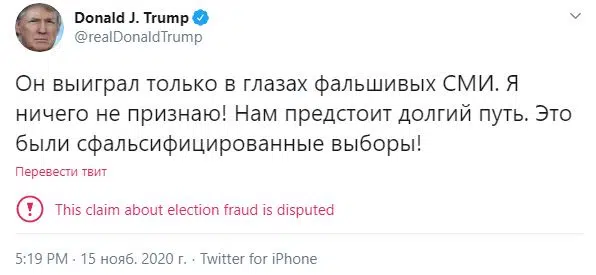 Donald J. Trump
@realDonaldTrump
Он выиграл только в глазах фальшивых СМИ. Я
ничего не признаю! Нам предстоит долгий путь. Это
были сфальсифицированные выборы!
Перевести твит
This claim about election fraud is disputed
5:19 PM · 15 нояб. 2020 г. · Twitter for iPhone